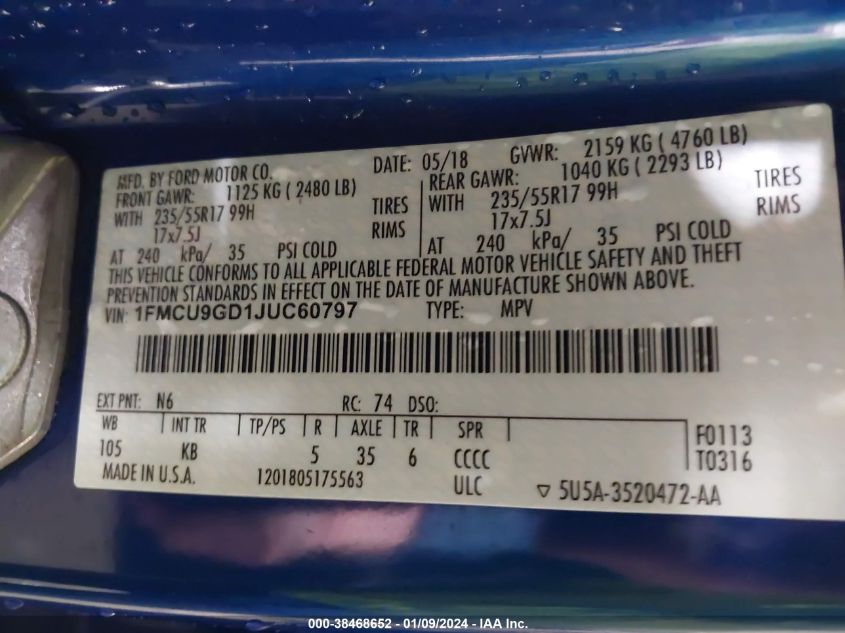 MFD. BY FORD MOTOR CO. DATE: 05/18 GVWR: 2159 KG ( 4760 LB)
FRONT GAWR: 1125 KG ( 2480 LB) REAR GAWR: 1040 KG ( 2293 LB)
WITH 235/55R17 99H TIRES WITH 235/55R17 99H TIRES
17x7.5J RIMS 17x7.5J RIMS
AT 240 kPa/ 35 PSI COLD AT 240 kPa/ 35 PSI COLD
THIS VEHICLE CONFORMS TO ALL APPLICABLE FEDERAL MOTOR VEHICLE SAFETY AND THEFT
PREVENTION STANDARDS IN EFFECT ON THE DATE OF MANUFACTURE SHOWN ABOVE.
VIN: 1FMCU9GD1JUC60797 TYPE: MPV
EXT PNT: N6 RC: 74 DSO:
WB INT TR TP/PS R AXLE TR SPR F0113
105 KB 5 35 6 CCCC T0316
MADE IN U.S.A. 1201805175563 ULC ▽ 5U5A-3520472-AA
000-38468652 - 01/09/2024 - IAA Inc.